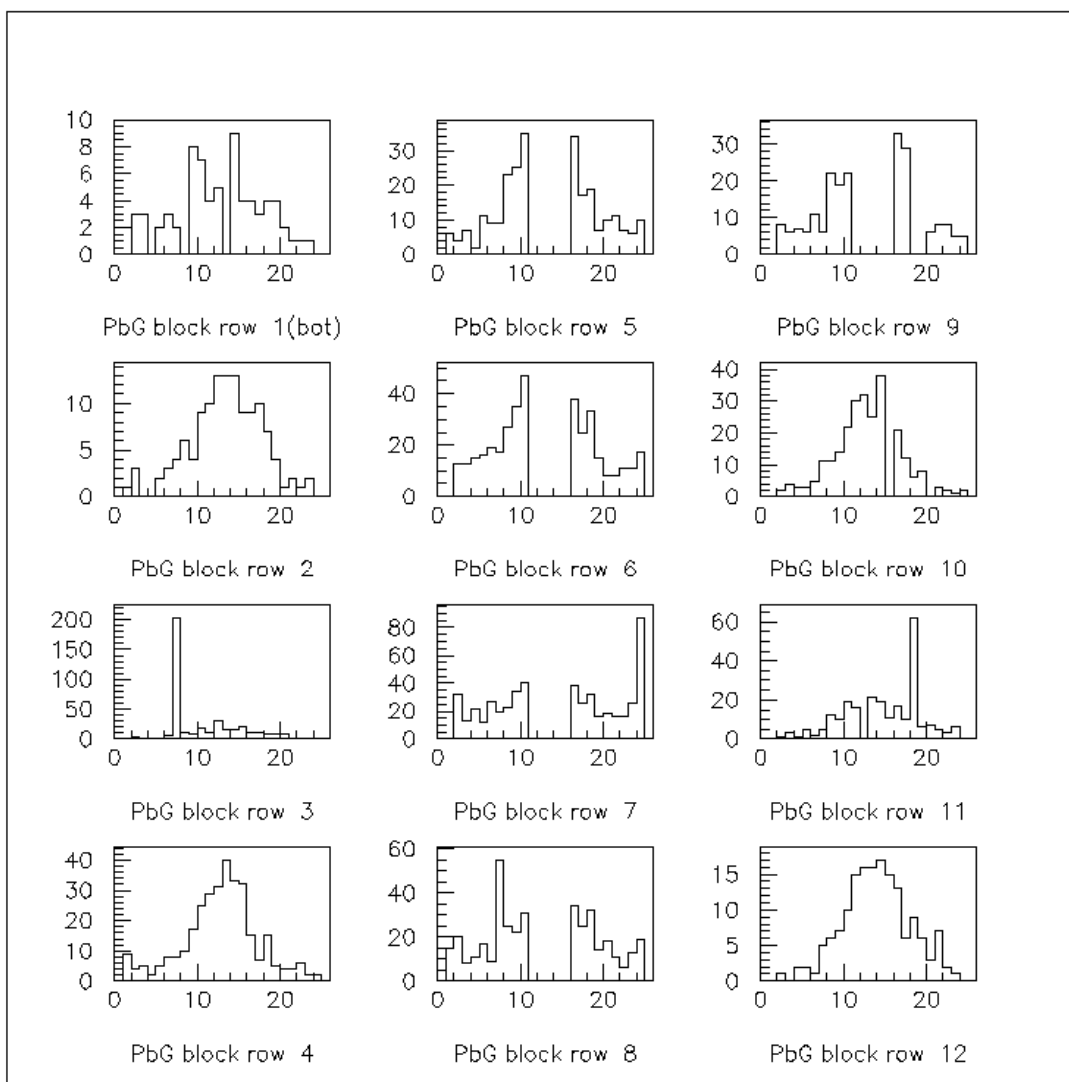 10
8
6
4
2
0
0 10 20
PbG block row 1(bot)
30
20
10
0
0 10 20
PbG block row 5
30
20
10
0
0 10 20
PbG block row 9
10
5
0
0 10 20
PbG block row 2
40
20
0
0 10 20
PbG block row 6
40
30
20
10
0
0 10 20
PbG block row 10
200
150
100
50
0
0 10 20
PbG block row 3
80
60
40
20
0
0 10 20
PbG block row 7
60
40
20
0
0 10 20
PbG block row 11
40
30
20
10
0
0 10 20
PbG block row 4
60
40
20
0
0 10 20
PbG block row 8
15
10
5
0
0 10 20
PbG block row 12